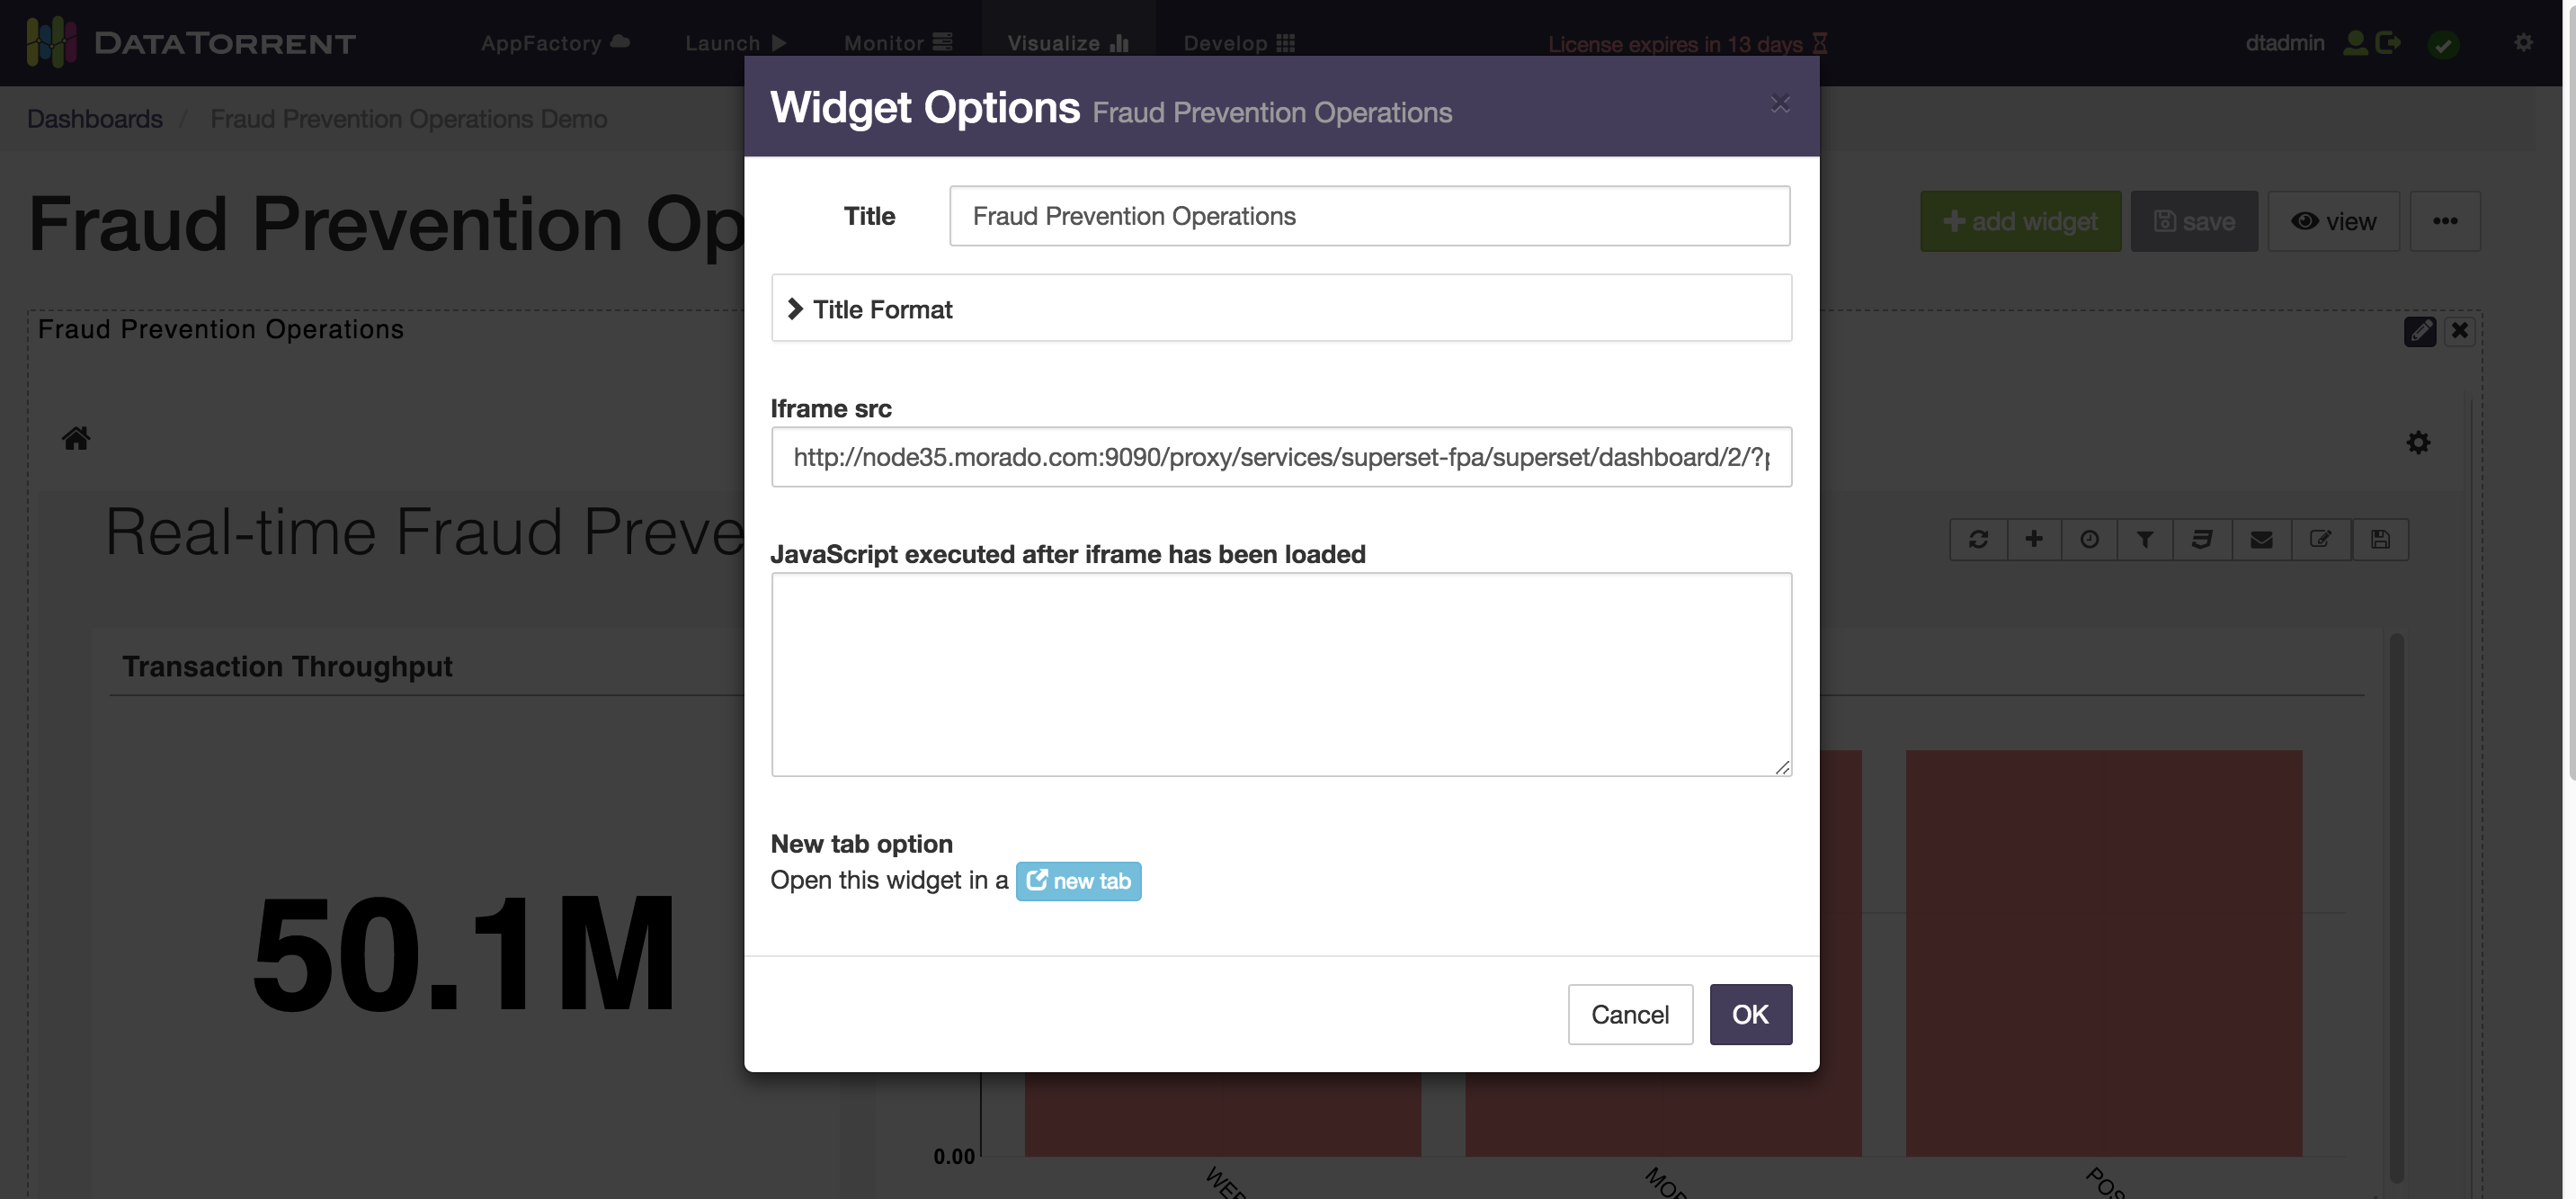 DATATORRENT
AppFactory Launch Monitor Visualize Develop License expires in 13 days dtadmin
Dashboards / Fraud Prevention Operations Demo
Widget Options Fraud Prevention Operations ×
Fraud Prevention Op
add widget save view •••
Title Fraud Prevention Operations
Title Format
Fraud Prevention Operations
Iframe src
http://node35.morado.com:9090/proxy/services/superset-fpa/superset/dashboard/2/?
Real-time Fraud Preve
JavaScript executed after iframe has been loaded
Transaction Throughput
New tab option
Open this widget in a new tab
50.1M
Cancel OK
0.00